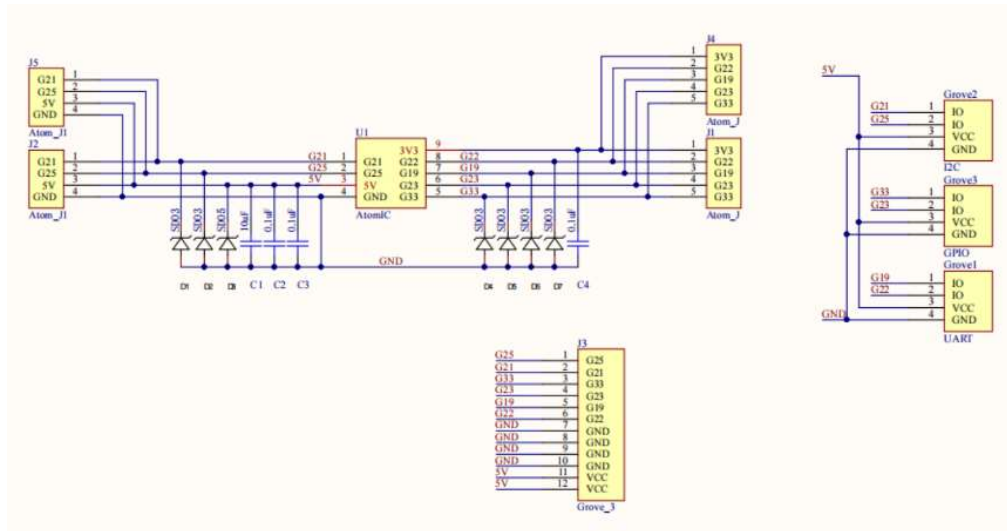 J5
1 G21
2 G25
3 5V
4 GND
Atom_J1
J2
1 G21
2 G25
3 5V
4 GND
Atom_J1
G21
G25
5V
U1
1 G21
2 G25
3 5V
4 GND
9 3V3
8 G22
7 G19
6 G23
5 G33
AtomIC
G22
G19
G23
G33
J4
1 3V3
2 G22
3 G19
4 G23
5 G33
Atom_J
J1
1 3V3
2 G22
3 G19
4 G23
5 G33
Atom_J
SD03 SD03 SD05 10uF 0.1uF 0.1uF
SD03 SD03 SD03 SD03 0.1uF
GND
D1 D2 D3 C1 C2 C3
D4 D5 D6 D7 C4
5V
Grove2
G21 1 IO
G25 2 IO
3 VCC
4 GND
I2C
Grove3
G33 1 IO
G23 2 IO
3 VCC
4 GND
GPIO
Grove1
G19 1 IO
G22 2 IO
3 VCC
GND 4 GND
UART
J3
G25 1 G25
G21 2 G21
G33 3 G33
G23 4 G23
G19 5 G19
G22 6 G22
GND 7 GND
GND 8 GND
GND 9 GND
GND 10 GND
5V 11 VCC
5V 12 VCC
Grove_3